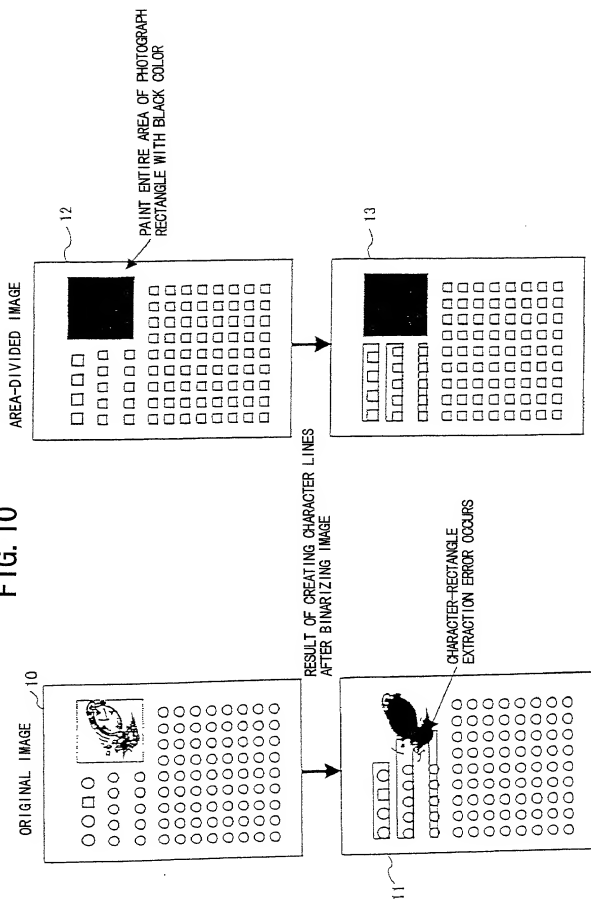 FIG. 10
ORIGINAL IMAGE
10
RESULT OF CREATING CHARACTER LINES
AFTER BINARIZING IMAGE
11
CHARACTER-RECTANGLE
EXTRACTION ERROR OCCURS
AREA-DIVIDED IMAGE
12
PAINT ENTIRE AREA OF PHOTOGRAPH
RECTANGLE WITH BLACK COLOR
13